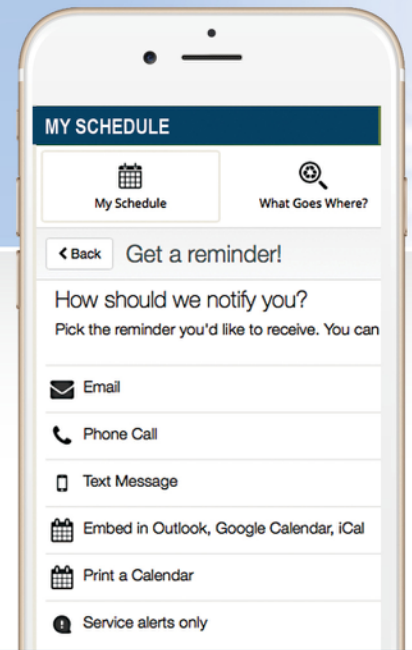 MY SCHEDULE
My Schedule
What Goes Where?
Back Get a reminder!
How should we notify you?
Pick the reminder you'd like to receive. You can
Email
Phone Call
Text Message
Embed in Outlook, Google Calendar, iCal
Print a Calendar
Service alerts only